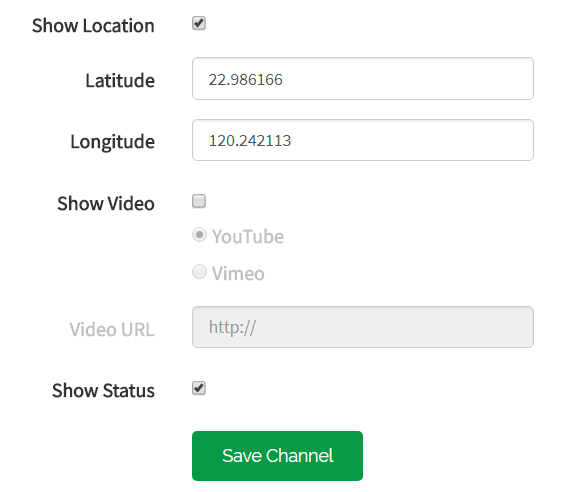 Show Location
Latitude 22.986166
Longitude 120.242113
Show Video
YouTube
Vimeo
Video URL http://
Show Status
Save Channel